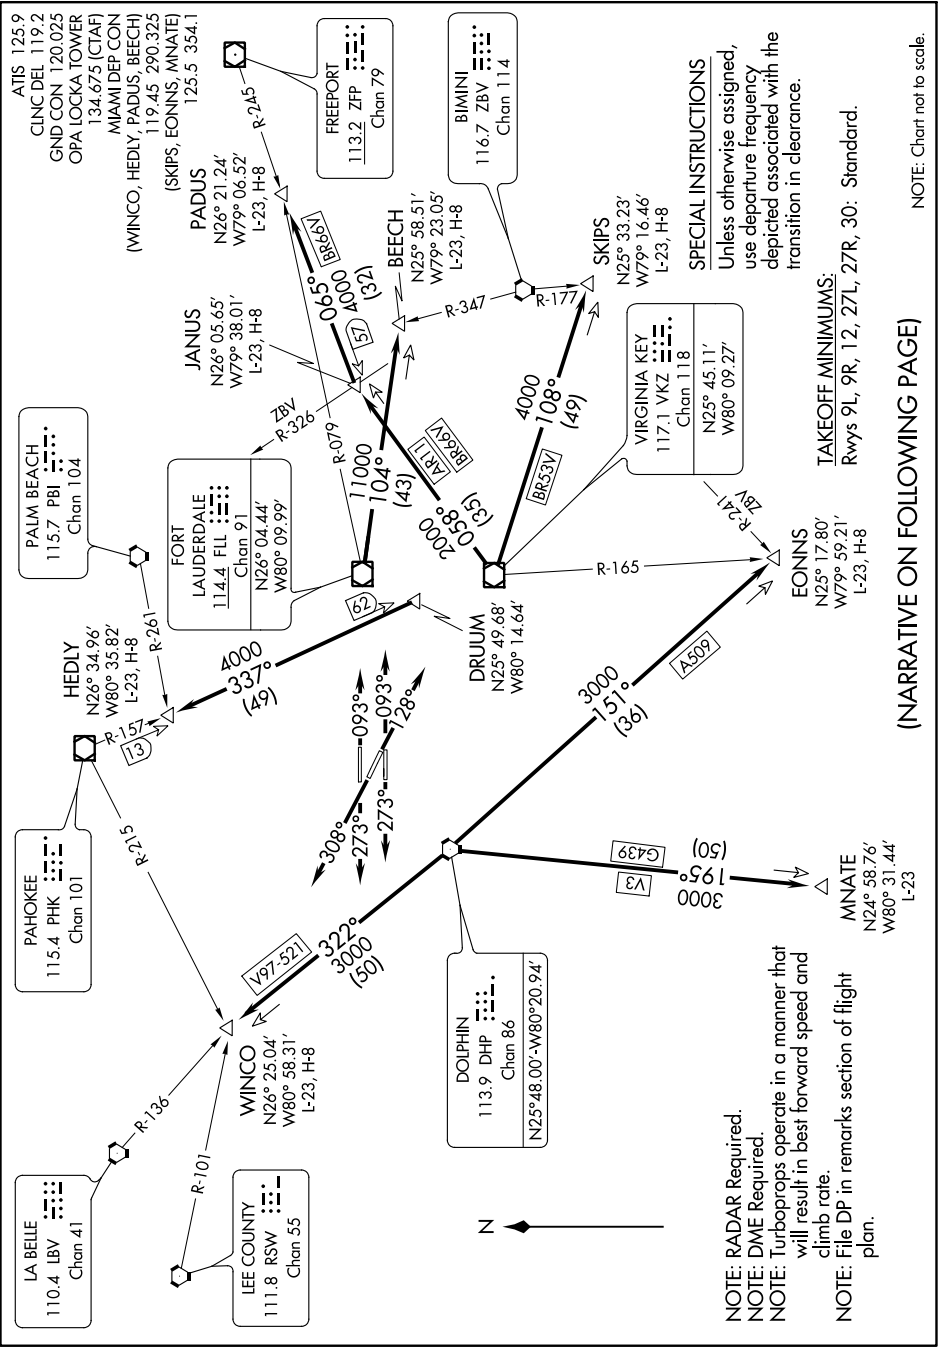 ATIS 125.9
CLNC DEL 119.2
GND CON 120.025
OPA LOCKA TOWER
134.675 (CTAF)
MIAMI DEP CON
(WINCO, HEDLY, PADUS, BEECH)
119.45 290.325
(SKIPS, EONNS, MNATE)
125.5 354.1
LA BELLE
110.4 LBV
Chan 41
R-136
LEE COUNTY
111.8 RSW
Chan 55
R-101
WINCO
N26° 25.04'
W80° 58.31'
L-23, H-8
PAHOKEE
115.4 PHK
Chan 101
R-215
R-157
13
HEDLY
N26° 34.96'
W80° 35.82'
L-23, H-8
PALM BEACH
115.7 PBI
Chan 104
R-261
4000
337°
(49)
FORT
LAUDERDALE
114.4 FLL
Chan 91
N26° 04.44'
W80° 09.99'
62
R-079
ZBV
R-326
JANUS
N26° 05.65'
W79° 38.01'
L-23, H-8
PADUS
N26° 21.24'
W79° 06.52'
L-23, H-8
R-245
FREEPORT
113.2 ZFP
Chan 79
BR66V
065°
4000
(32)
57
BEECH
N25° 58.51'
W79° 23.05'
L-23, H-8
11000
104°
(43)
BIMINI
116.7 ZBV
Chan 114
R-347
R-177
SKIPS
N25° 33.23'
W79° 16.46'
L-23, H-8
AR11
BR66V
2000
058°
(35)
4000
108°
(49)
BR53V
DRUUM
N25° 49.68'
W80° 14.64'
308°
273°
273°
093°
093°
128°
V97-521
322°
3000
(50)
DOLPHIN
113.9 DHP
Chan 86
N25°48.00'-W80°20.94'
VIRGINIA KEY
117.1 VKZ
Chan 118
N25° 45.11'
W80° 09.27'
R-165
R-241
ZBV
3000
151°
(36)
A509
EONNS
N25° 17.80'
W79° 59.21'
L-23, H-8
V3
G439
3000
195°
(50)
MNATE
N24° 58.76'
W80° 31.44'
L-23
N
SPECIAL INSTRUCTIONS
Unless otherwise assigned,
use departure frequency
depicted associated with the
transition in clearance.
TAKEOFF MINIMUMS:
Rwys 9L, 9R, 12, 27L, 27R, 30: Standard.
NOTE: RADAR Required.
NOTE: DME Required.
NOTE: Turboprops operate in a manner that
will result in best forward speed and
climb rate.
NOTE: File DP in remarks section of flight
plan.
(NARRATIVE ON FOLLOWING PAGE)
NOTE: Chart not to scale.